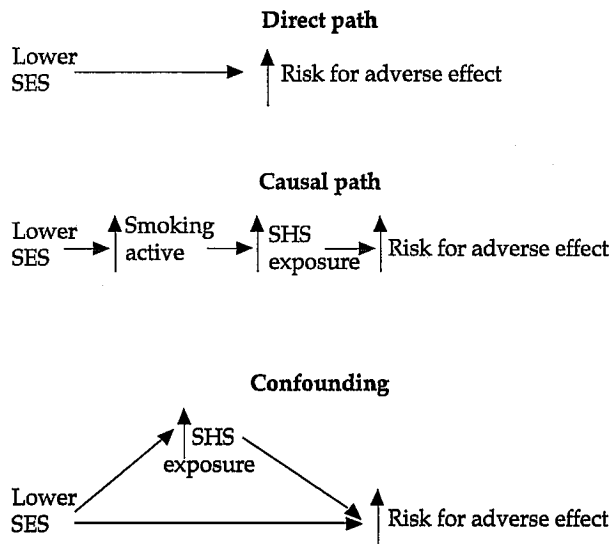 Direct path
Lower
SES
Risk for adverse effect
Causal path
Lower
SES
Smoking
active
SHS
exposure
Risk for adverse effect
Confounding
SHS
exposure
Lower
SES
Risk for adverse effect